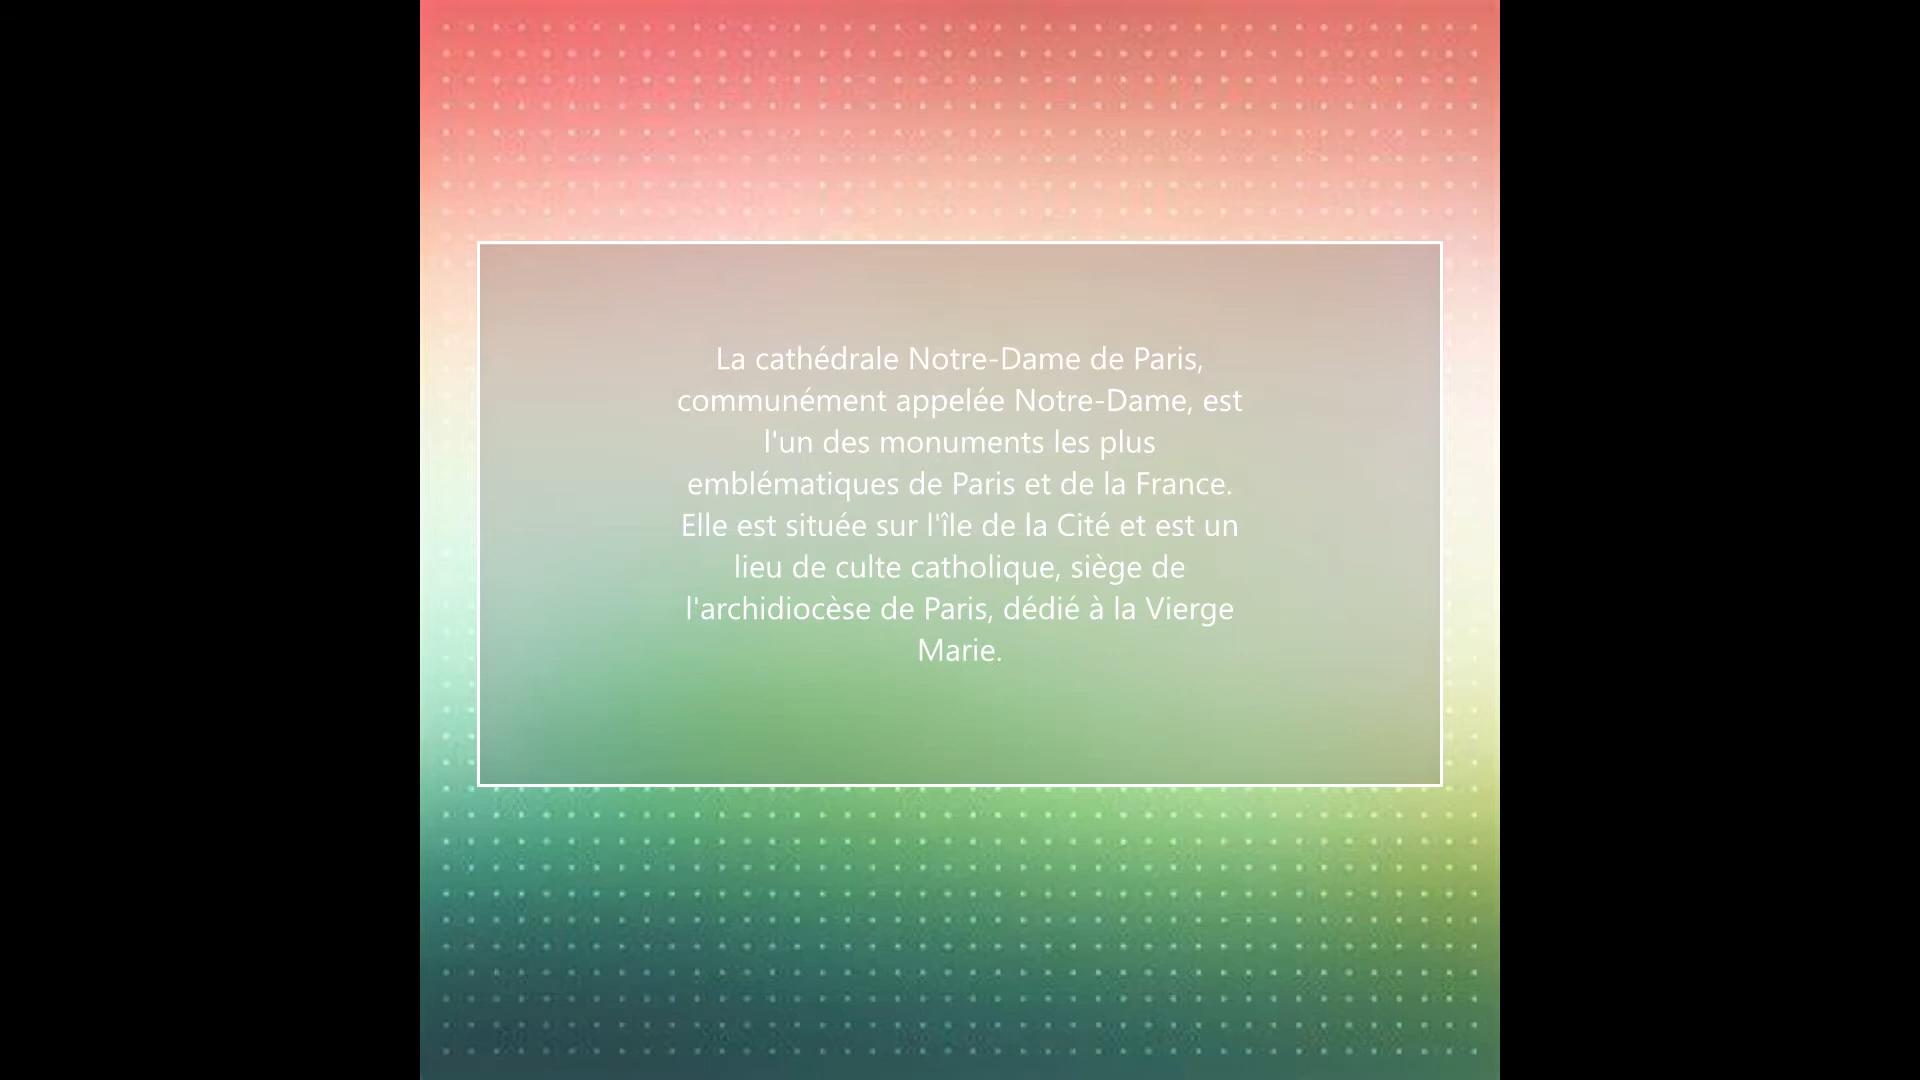 La cathédrale Notre-Dame de Paris,
communément appelée Notre-Dame, est
l'un des monuments les plus
emblématiques de Paris et de la France.
Elle est située sur l'île de la Cité et est un
lieu de culte catholique, siège de
l'archidiocèse de Paris, dédié à la Vierge
Marie.